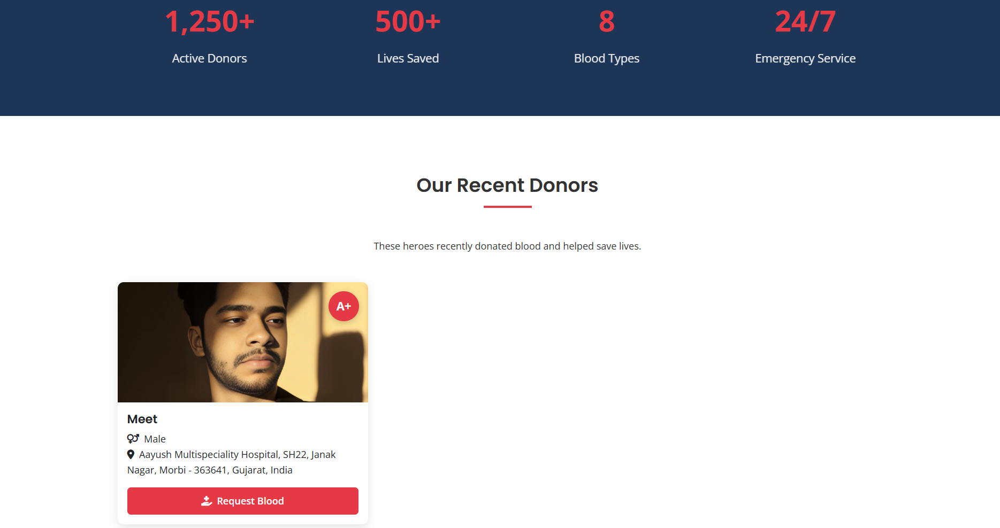 1,250+ 500+ 8 24/7
Active Donors Lives Saved Blood Types Emergency Service
Our Recent Donors
These heroes recently donated blood and helped save lives.
A+
Meet
Male
Aayush Multispeciality Hospital, SH22, Janak
Nagar, Morbi - 363641, Gujarat, India
Request Blood